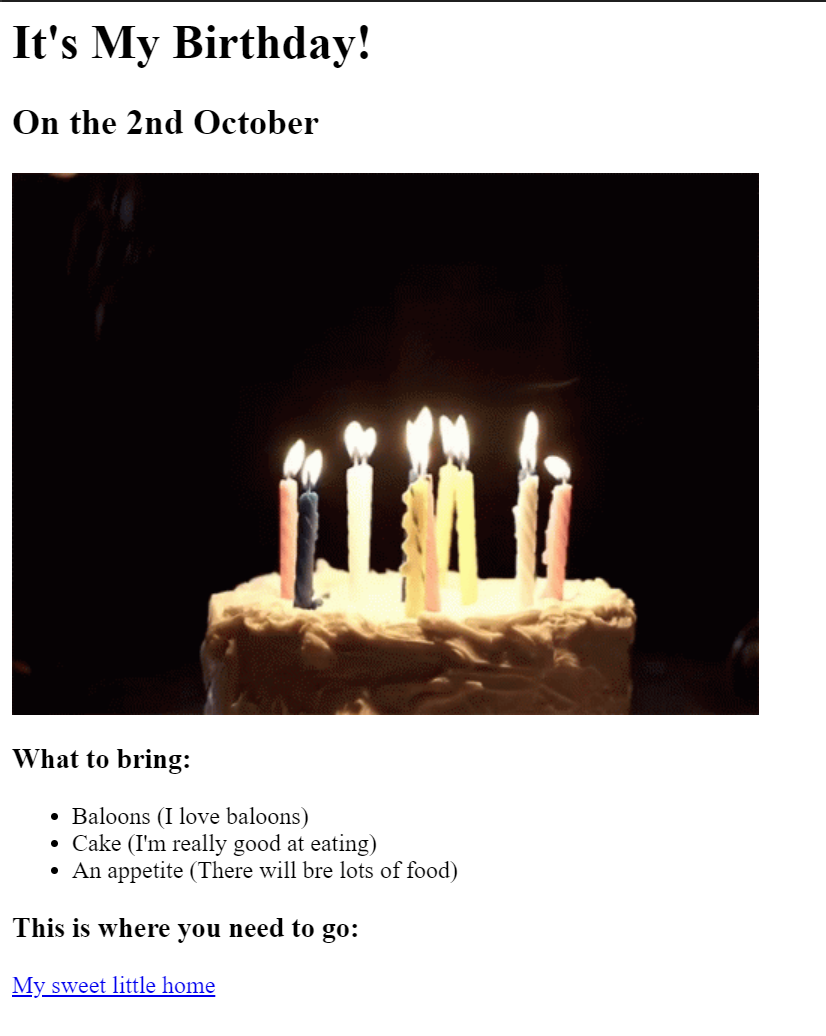 It's My Birthday!
On the 2nd October
What to bring:
Baloons (I love baloons)
Cake (I'm really good at eating)
An appetite (There will bre lots of food)
This is where you need to go:
My sweet little home